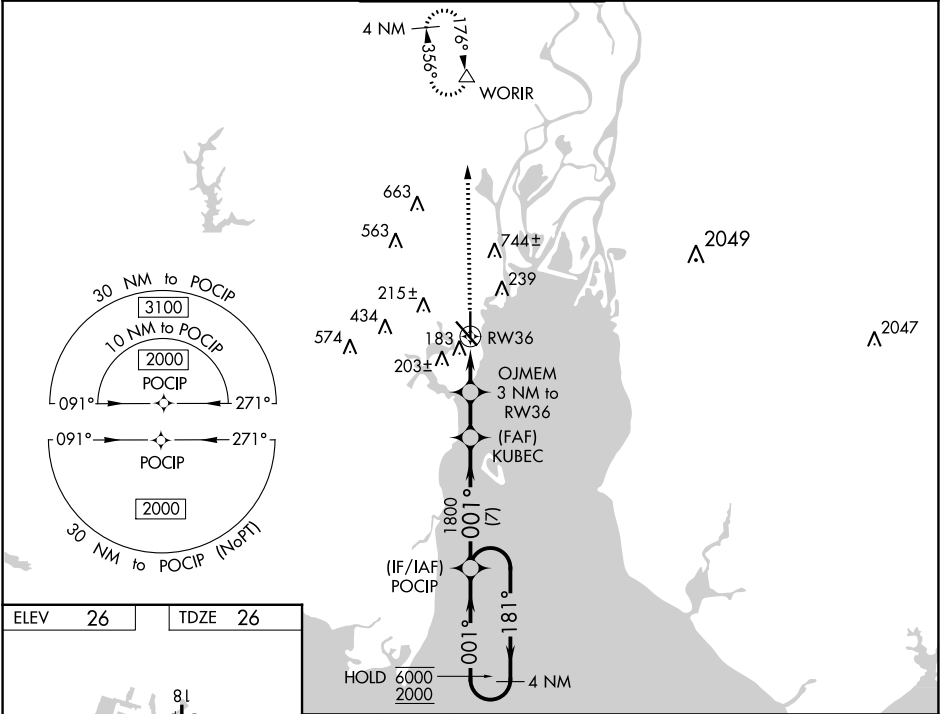 4 NM
176°
356°
WORIR
663
563
744±
2049
239
215±
434
574
183
203±
RW36
2047
OJMEM
3 NM to
RW36
(FAF)
KUBEC
30 NM to POCIP
3100
10 NM to POCIP
2000
POCIP
091°
271°
091°
271°
POCIP
2000
30 NM to POCIP (NoPT)
1800
001°
(7)
(IF/IAF)
POCIP
001°
181°
HOLD 6000
2000
4 NM
ELEV 26
TDZE 26
18